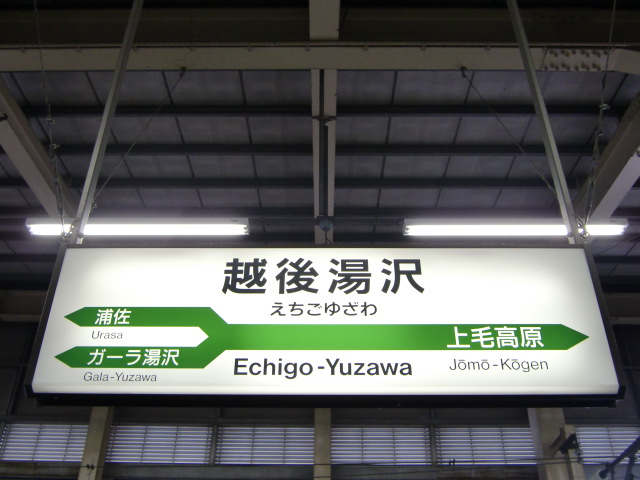 越後湯沢
えちごゆざわ
浦佐
Urasa
ガーラ湯沢
Gala-Yuzawa
Echigo-Yuzawa
上毛高原
Jōmō-Kōgen